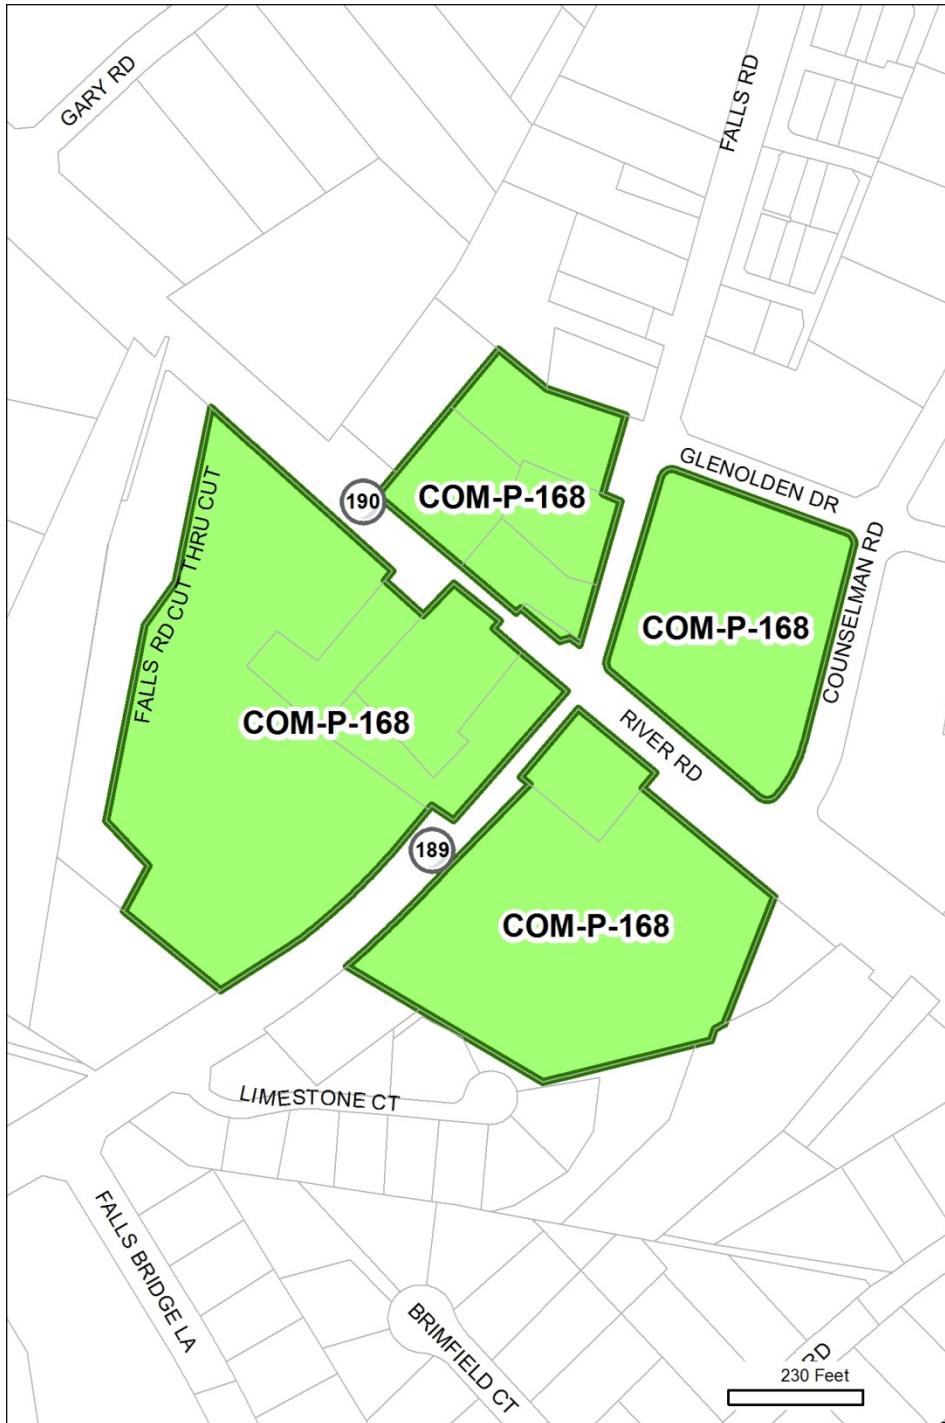 GARY RD
FALLS RD
GLENOLDEN DR
190
COM-P-168
COUNSELMAN RD
COM-P-168
FALLS RD CUT THRU CUT
COM-P-168
RIVER RD
189
COM-P-168
LIMESTONE CT
FALLS BRIDGE LA
BRIMFIELD CT
RD
230 Feet